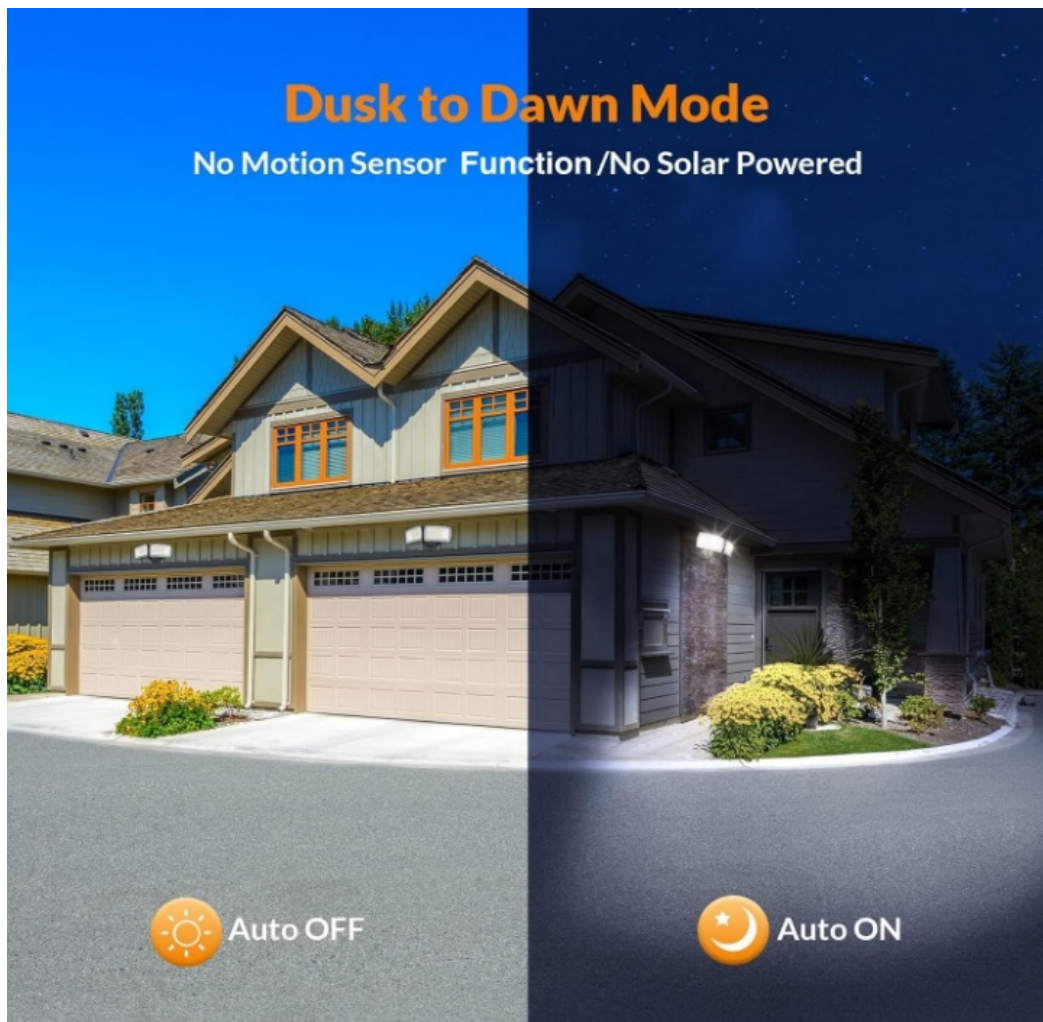 Dusk to Dawn Mode
No Motion Sensor Function /No Solar Powered
Auto OFF
Auto ON